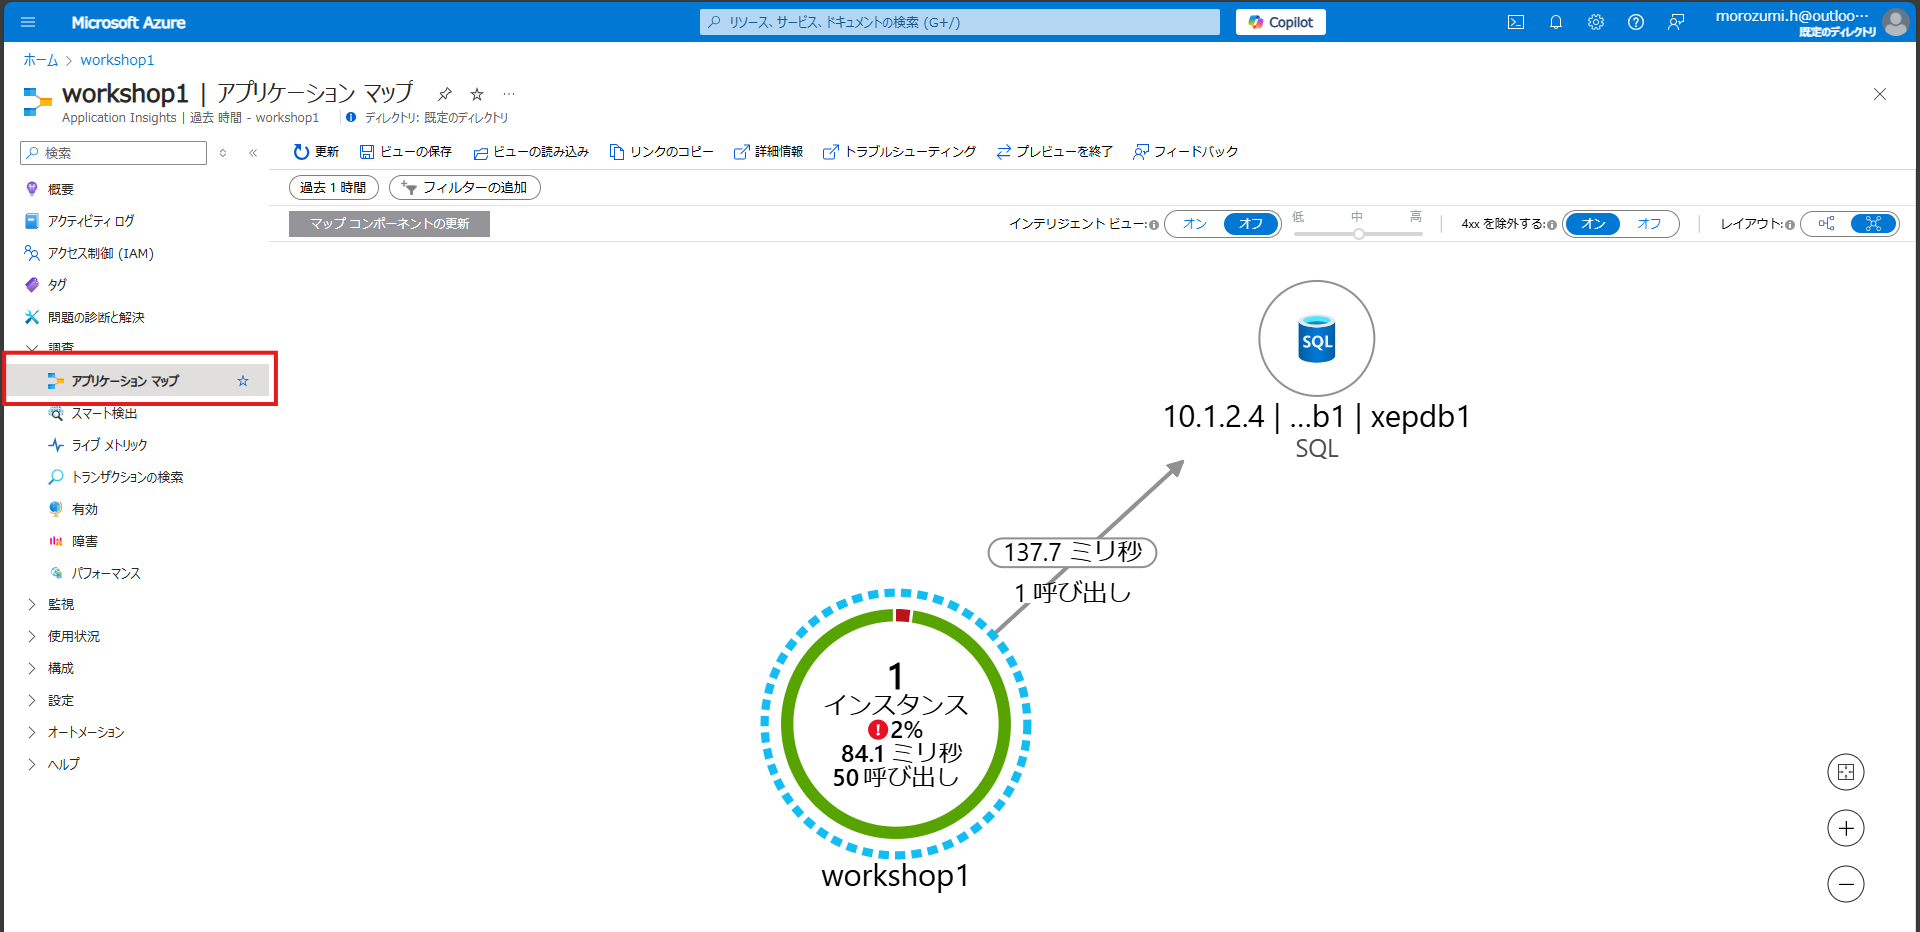 Microsoft Azure
リソース、サービス、ドキュメントの検索 (G+/)
Copilot
morozumi.h@outloo…
既定のディレクトリ
ホーム > workshop1
workshop1 | アプリケーション マップ
Application Insights | 過去 時間 - workshop1
ディレクトリ: 既定のディレクトリ
検索
更新 ビューの保存 ビューの読み込み リンクのコピー 詳細情報 トラブルシューティング プレビューを終了 フィードバック
過去 1 時間
フィルターの追加
マップ コンポーネントの更新
インテリジェント ビュー: オン オフ 低 中 高
4xx を除外する: オン オフ
レイアウト:
概要
アクティビティ ログ
アクセス制御 (IAM)
タグ
問題の診断と解決
調査
アプリケーション マップ
スマート検出
ライブ メトリック
トランザクションの検索
有効
障害
パフォーマンス
監視
使用状況
構成
設定
オートメーション
ヘルプ
SQL
10.1.2.4 | ...b1 | xepdb1
SQL
137.7 ミリ秒
1 呼び出し
1
インスタンス
2%
84.1 ミリ秒
50 呼び出し
workshop1